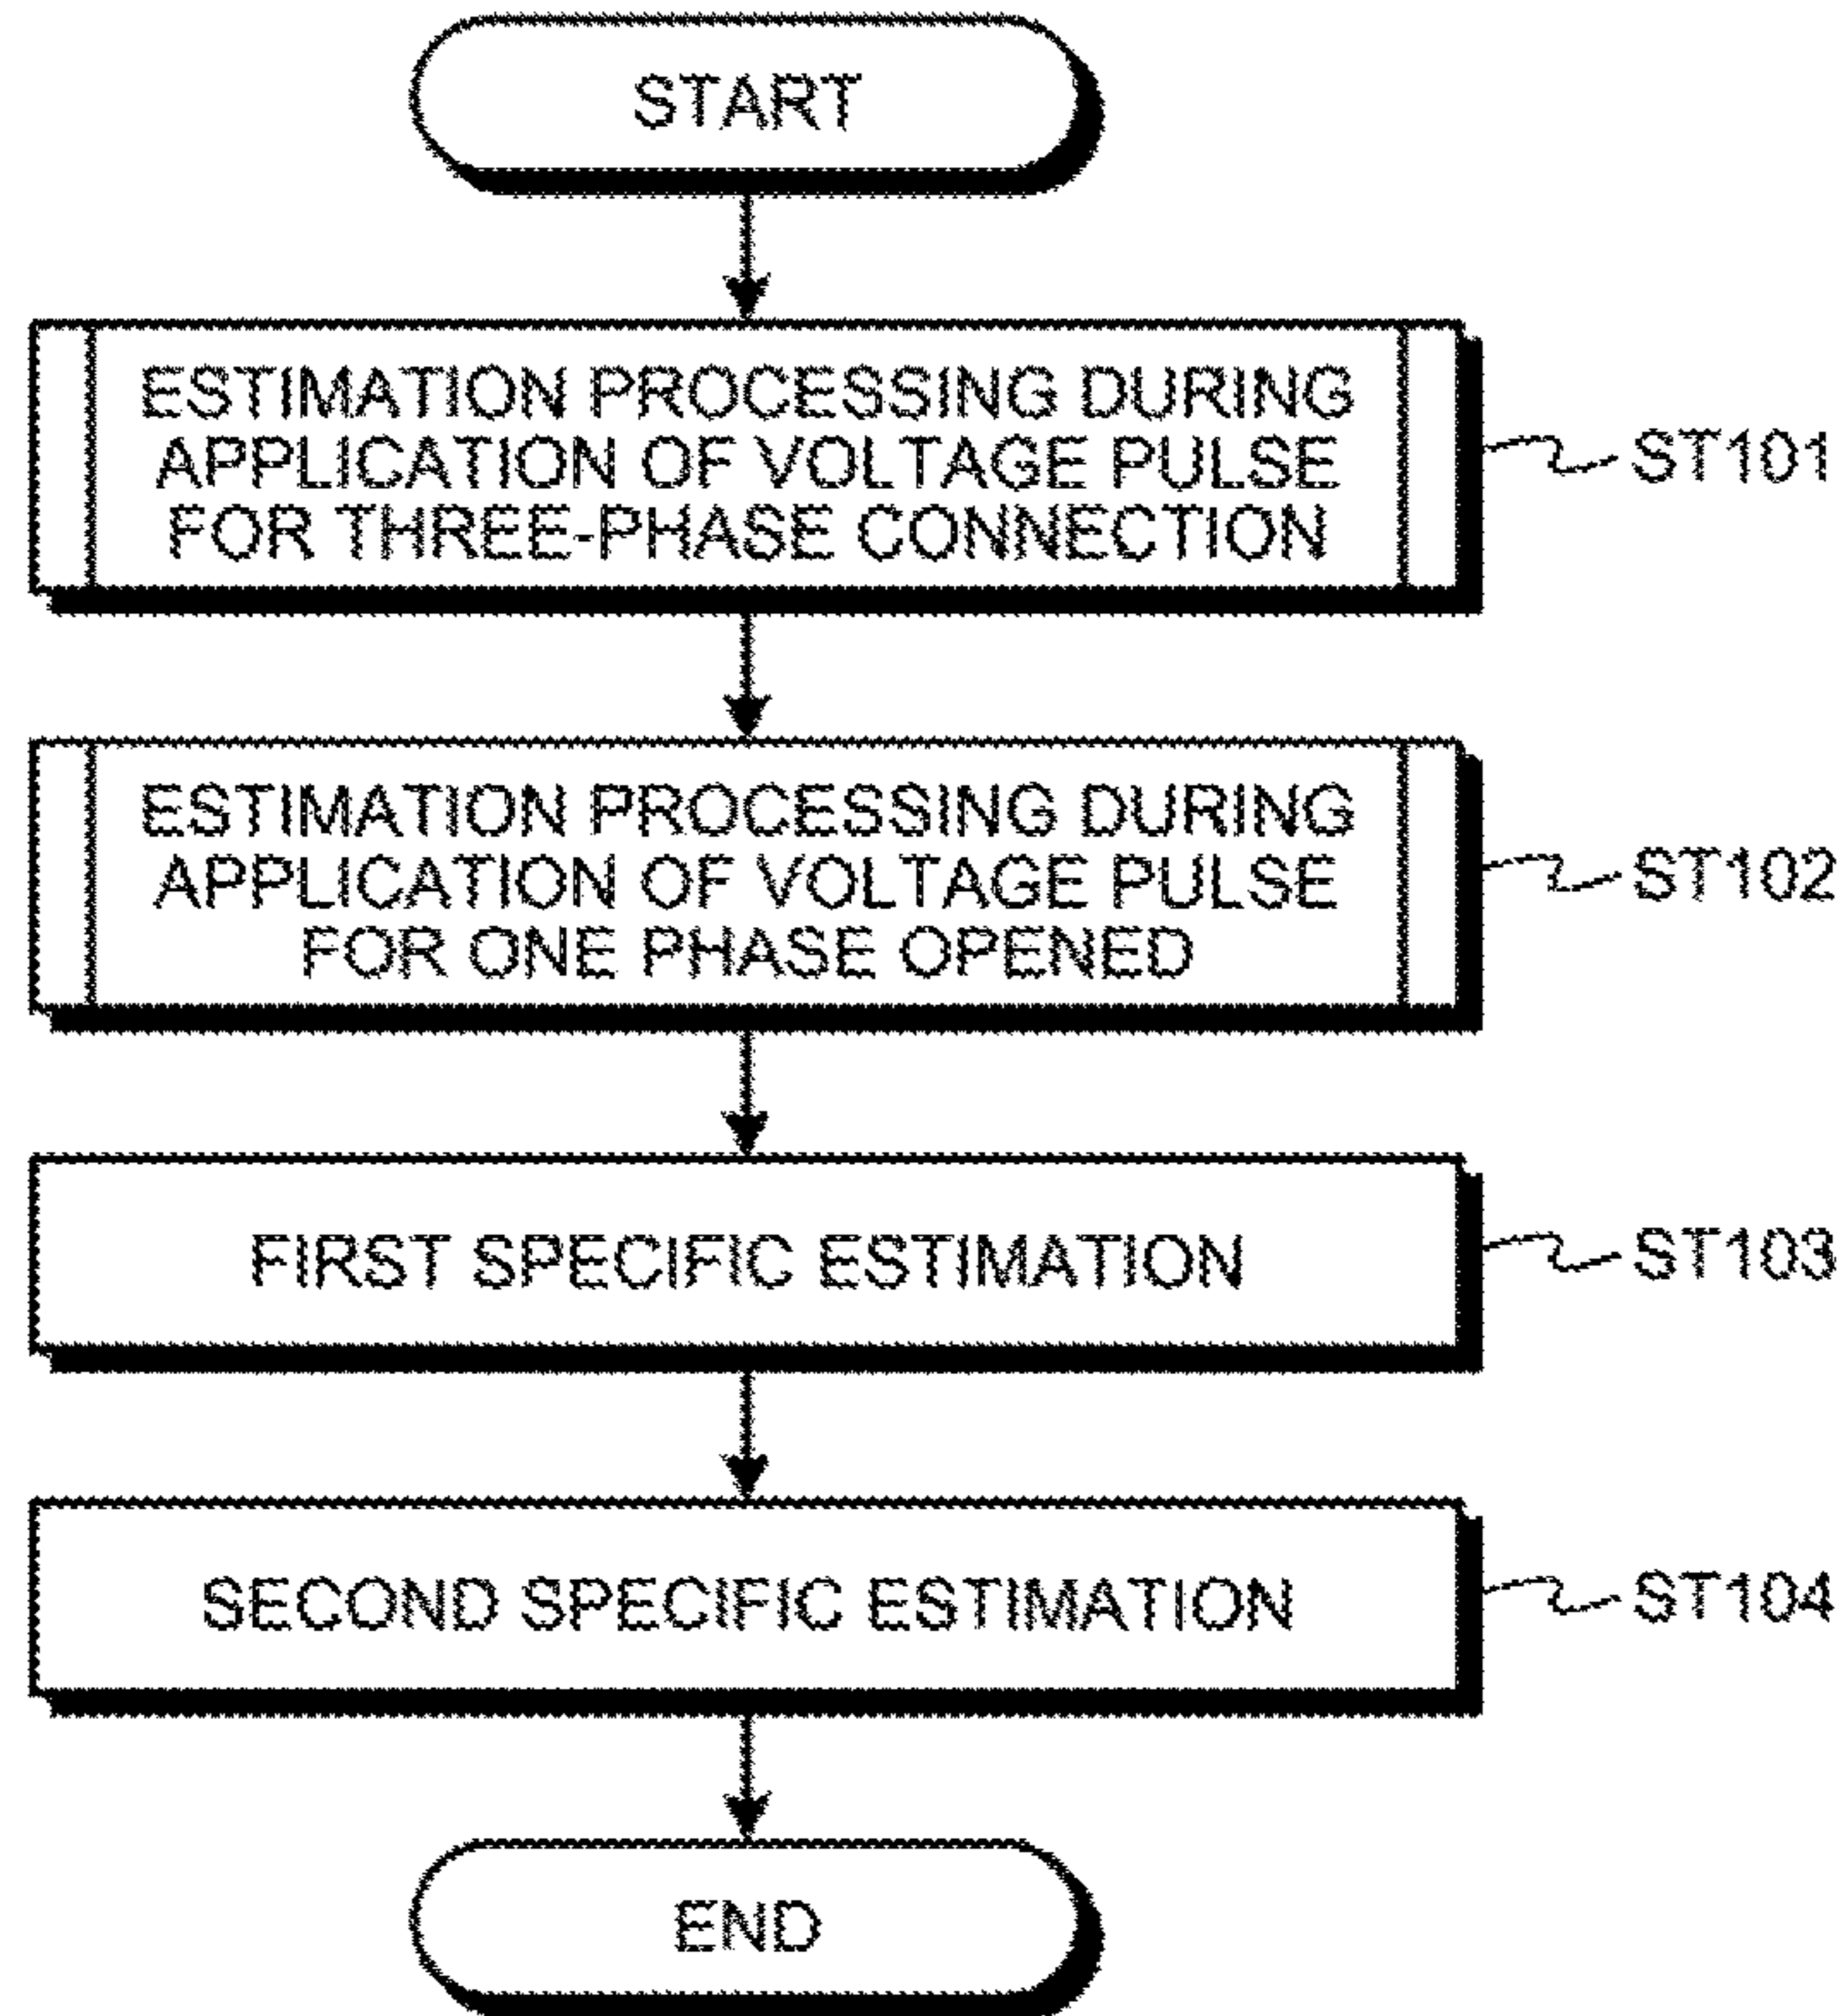 START
ESTIMATION PROCESSING DURING
APPLICATION OF VOLTAGE PULSE
FOR THREE-PHASE CONNECTION
ST101
ESTIMATION PROCESSING DURING
APPLICATION OF VOLTAGE PULSE
FOR ONE PHASE OPENED
ST102
FIRST SPECIFIC ESTIMATION
ST103
SECOND SPECIFIC ESTIMATION
ST104
END